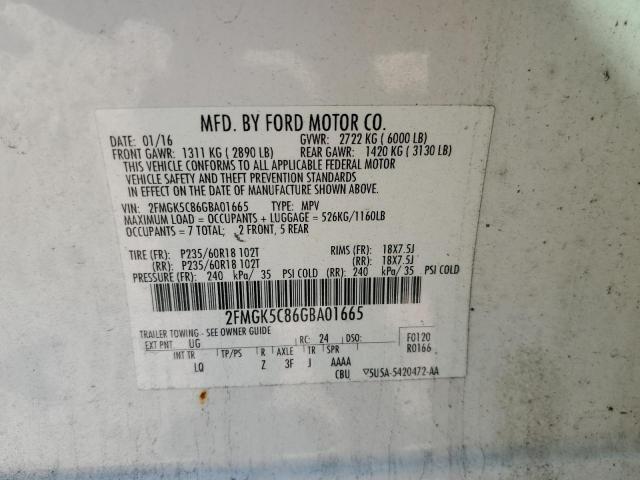 MFD. BY FORD MOTOR CO.
DATE: 01/16 GVWR: 2722 KG ( 6000 LB)
FRONT GAWR: 1311 KG ( 2890 LB) REAR GAWR: 1420 KG ( 3130 LB)
THIS VEHICLE CONFORMS TO ALL APPLICABLE FEDERAL MOTOR
VEHICLE SAFETY AND THEFT PREVENTION STANDARDS
IN EFFECT ON THE DATE OF MANUFACTURE SHOWN ABOVE.
VIN: 2FMGK5C86GBA01665 TYPE: MPV
MAXIMUM LOAD = OCCUPANTS + LUGGAGE = 526KG/1160LB
OCCUPANTS = 7 TOTAL; 2 FRONT, 5 REAR
TIRE (FR): P235/60R18 102T RIMS (FR): 18X7.5J
(RR): P235/60R18 102T (RR): 18X7.5J
PRESSURE (FR): 240 kPa/ 35 PSI COLD (RR): 240 kPa/ 35 PSI COLD
2FMGK5C86GBA01665
TRAILER TOWING - SEE OWNER GUIDE
EXT PNT UG RC: 24 DSO: F0120
R0166
INT TR TP/PS R AXLE TR SPR
LQ Z 3F J AAAA
CBU ▽5U5A-5420472-AA